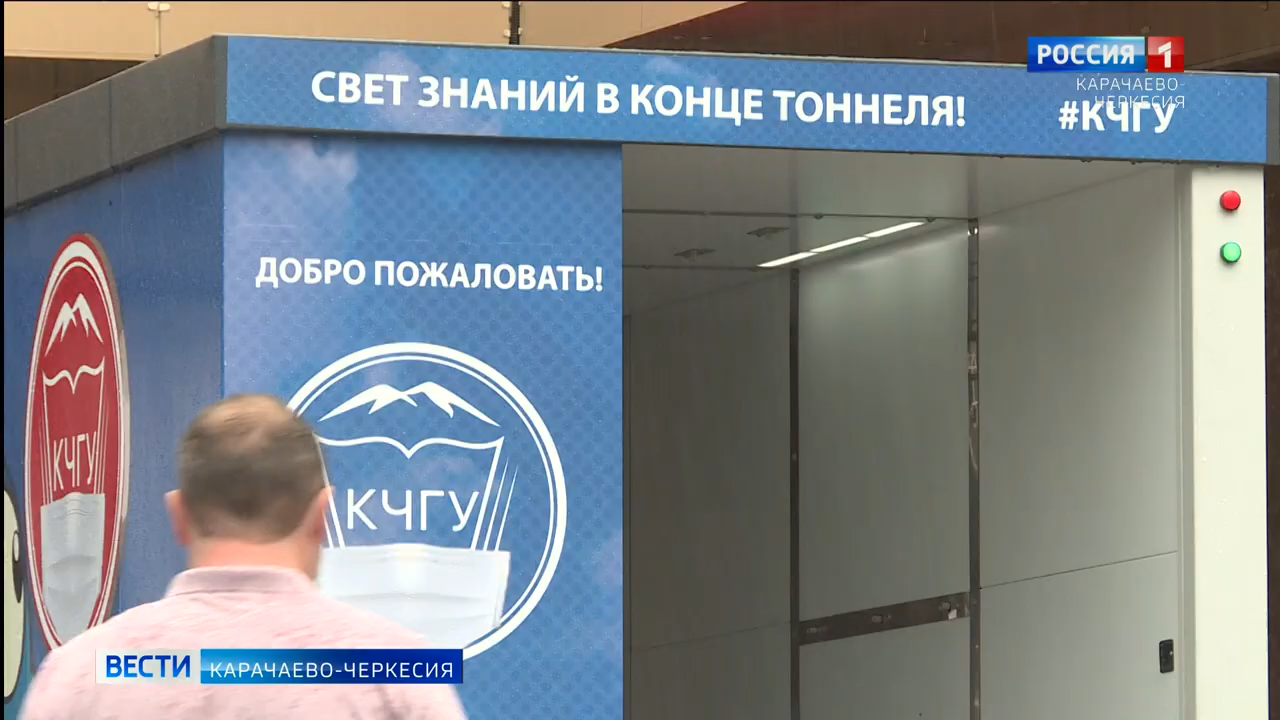 РОССИЯ 1
КАРАЧАЕВО-
ЧЕРКЕСИЯ
СВЕТ ЗНАНИЙ В КОНЦЕ ТОННЕЛЯ!
#КЧГУ
ДОБРО ПОЖАЛОВАТЬ!
КЧГУ
КЧГУ
ВЕСТИ КАРАЧАЕВО-ЧЕРКЕСИЯ